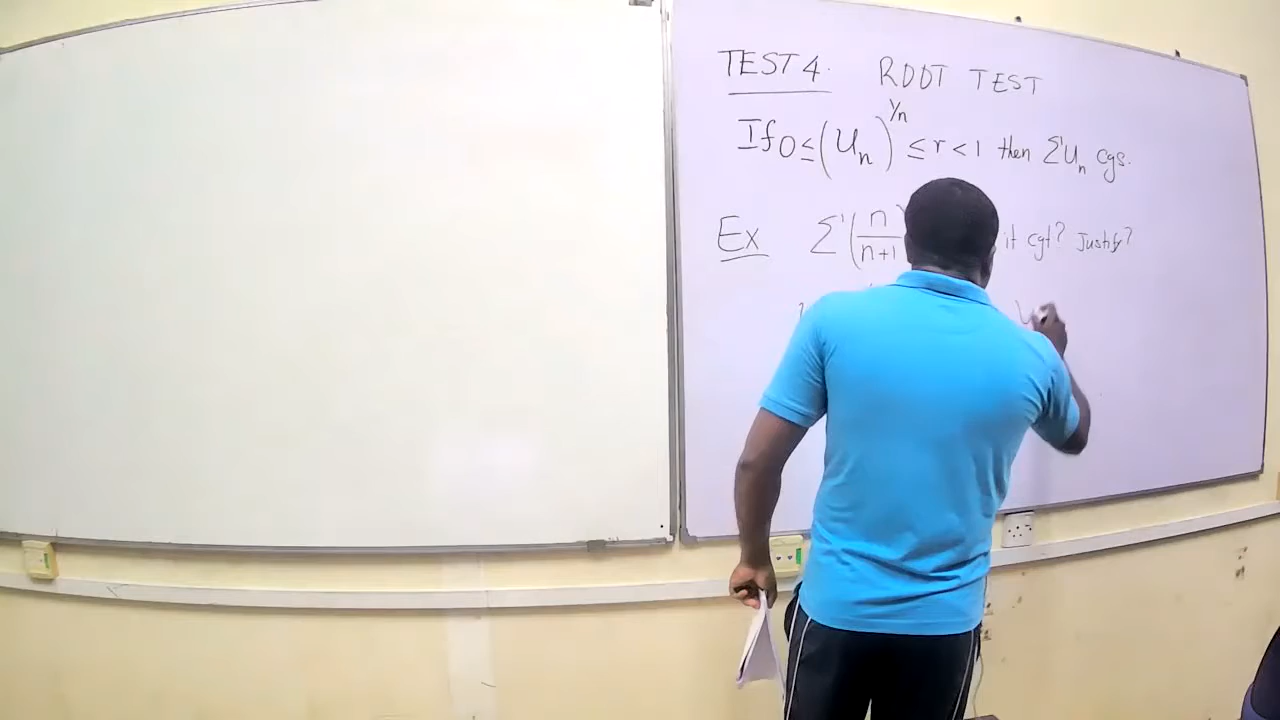 TEST 4. ROOT TEST
If 0 ≤ (Un)^1/n ≤ r < 1 then Σ Un cgs.
Ex Σ (n/n+1 it cgt? Justify?